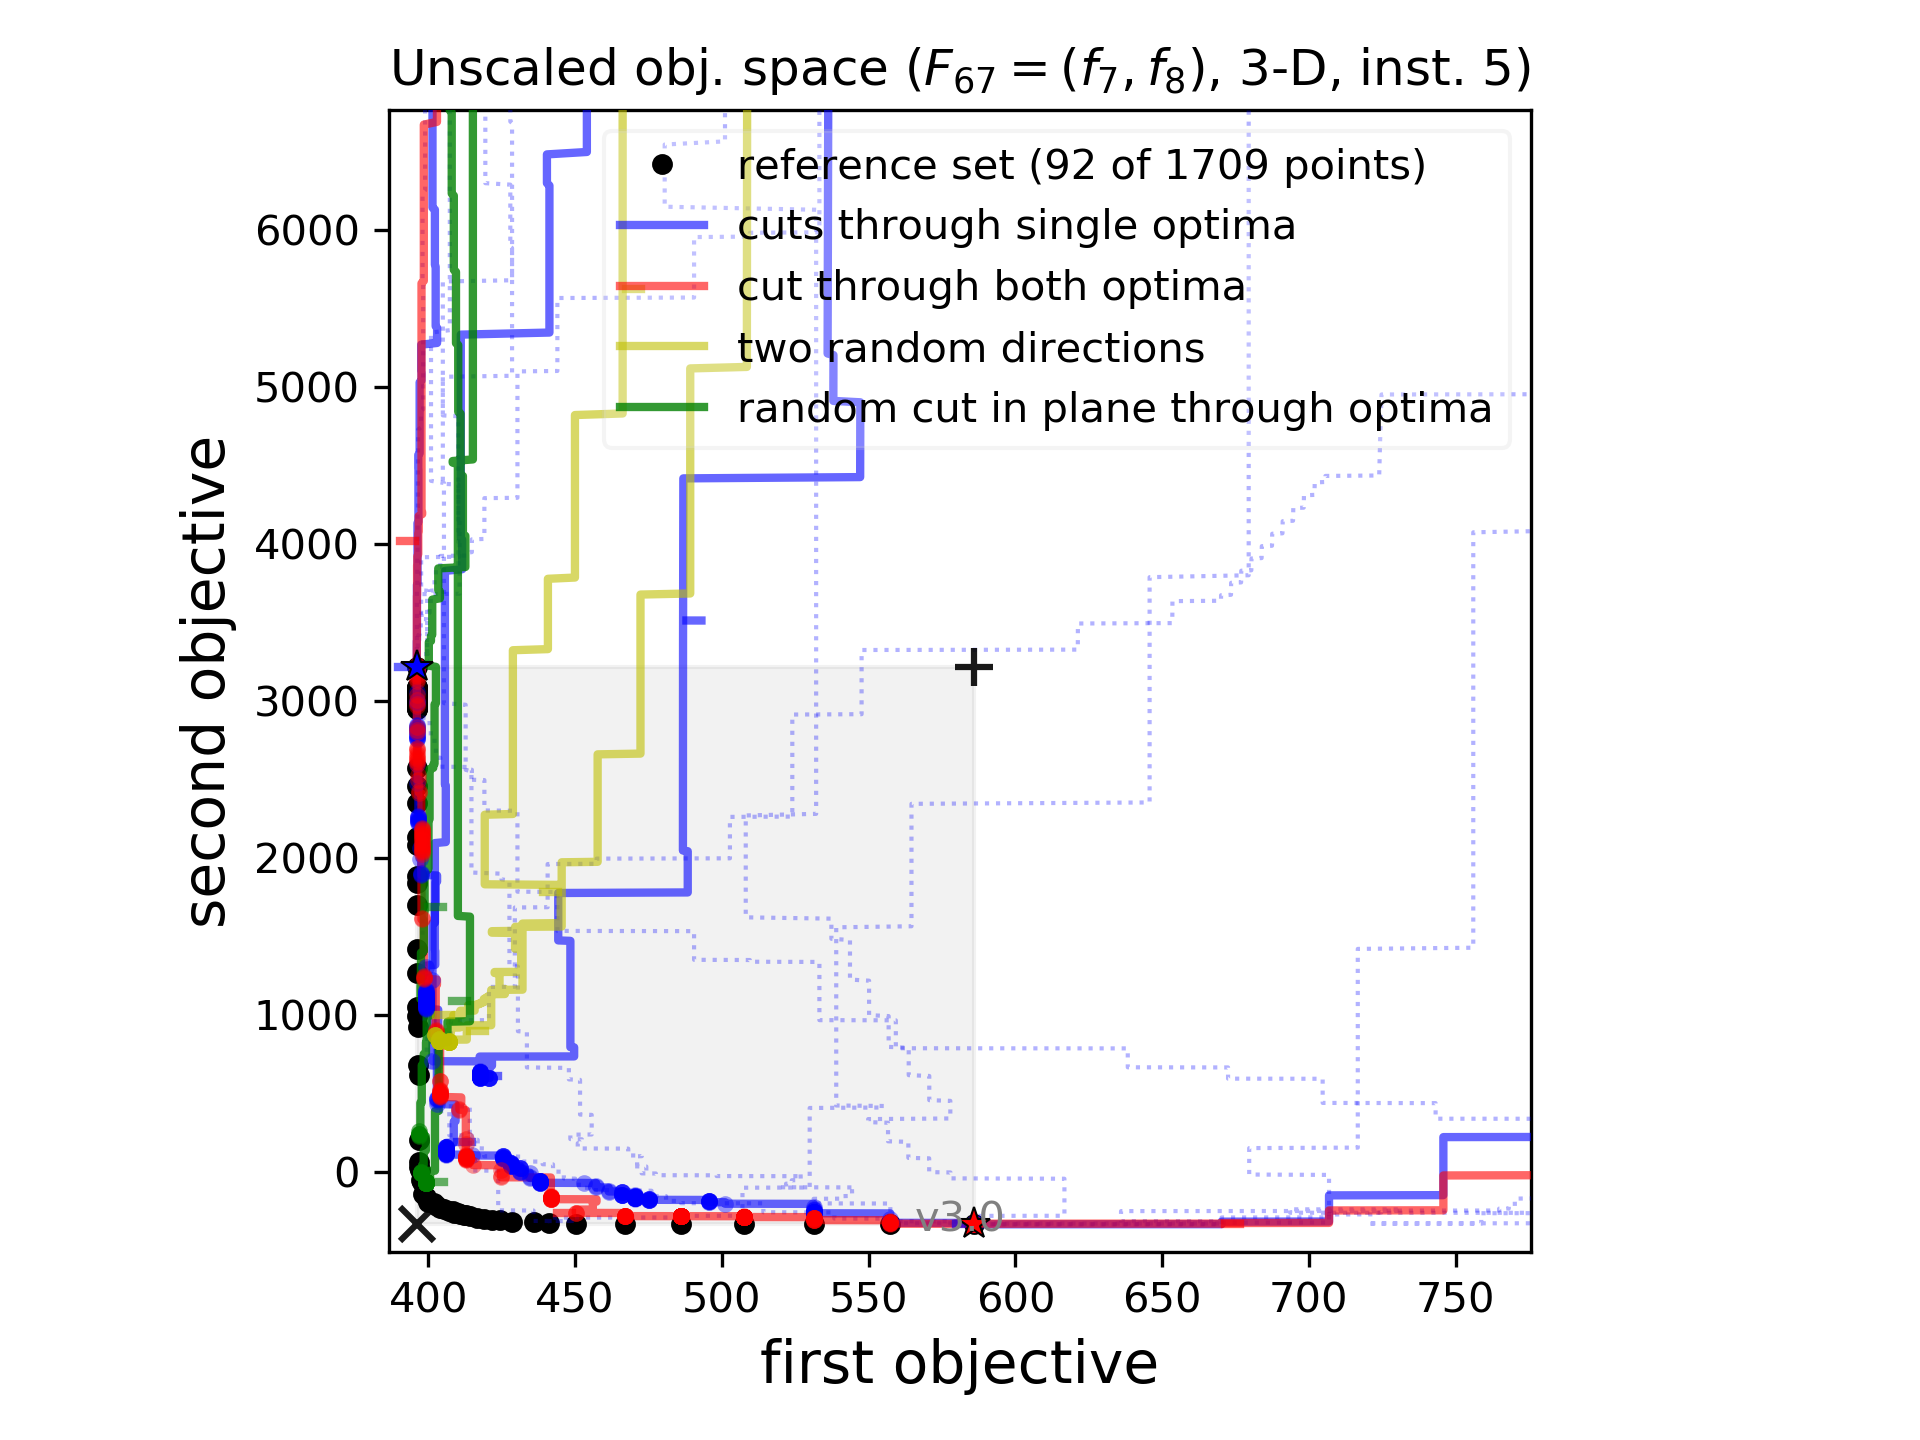 Unscaled obj. space (F₆₇ = (f₇, f₈), 3-D, inst. 5)
reference set (92 of 1709 points)
cuts through single optima
cut through both optima
two random directions
random cut in plane through optima
second objective
6000
5000
4000
3000
2000
1000
0
v3.0
400 450 500 550 600 650 700 750
first objective